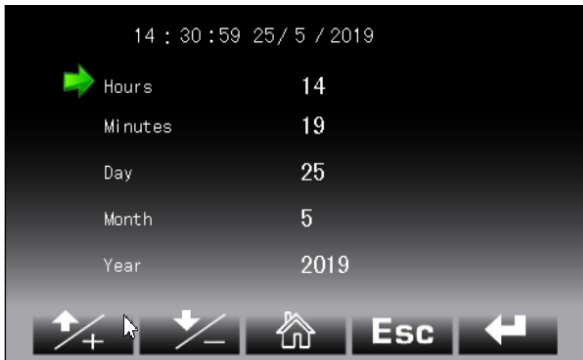 14 : 30 : 59 25/ 5 / 2019
Hours 14
Minutes 19
Day 25
Month 5
Year 2019
/+ /- Esc